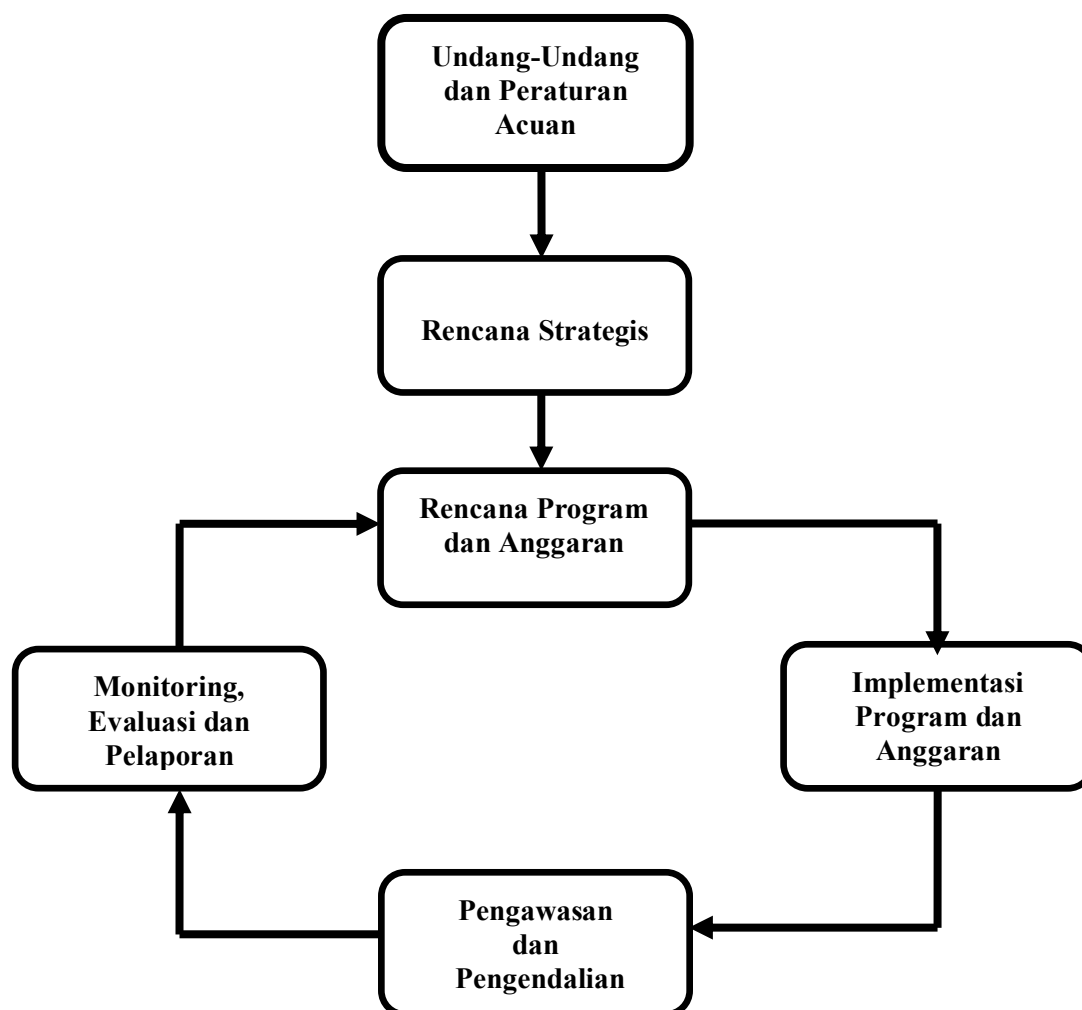 Undang-Undang
dan Peraturan
Acuan
Rencana Strategis
Rencana Program
dan Anggaran
Monitoring,
Evaluasi dan
Pelaporan
Implementasi
Program dan
Anggaran
Pengawasan
dan
Pengendalian